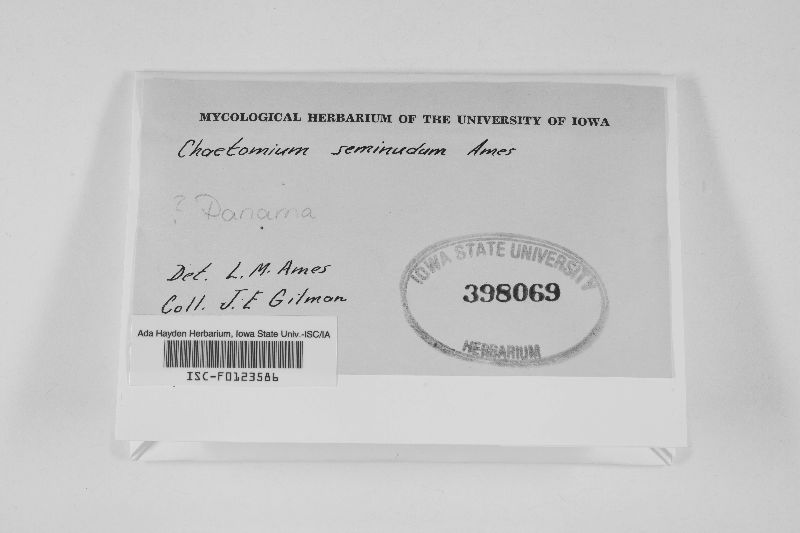 MYCOLOGICAL HERBARIUM OF THE UNIVERSITY OF IOWA
Chaetomium seminudum Ames
? Panama
Det. L. M. Ames
Coll. J. E Gilman
IOWA STATE UNIVERSITY
398069
HERBARIUM
Ada Hayden Herbarium, Iowa State Univ.-ISC/IA
ISC-F0123586